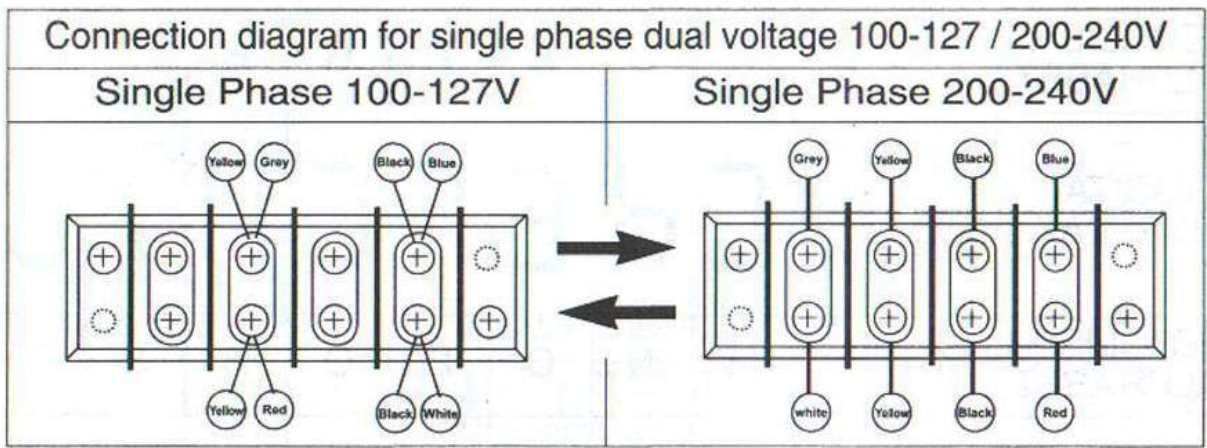 Connection diagram for single phase dual voltage 100-127 / 200-240V
Single Phase 100-127V
Single Phase 200-240V
Yellow Grey Black Blue
Grey Yellow Black Blue
Yellow Red Black White
white Yellow Black Red